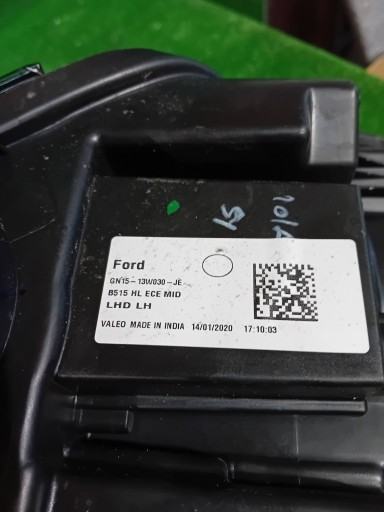 Ford
GN15-13W030-JE
B515 HL ECE MID
LHD LH
VALEO MADE IN INDIA 14/01/2020 17:10:03